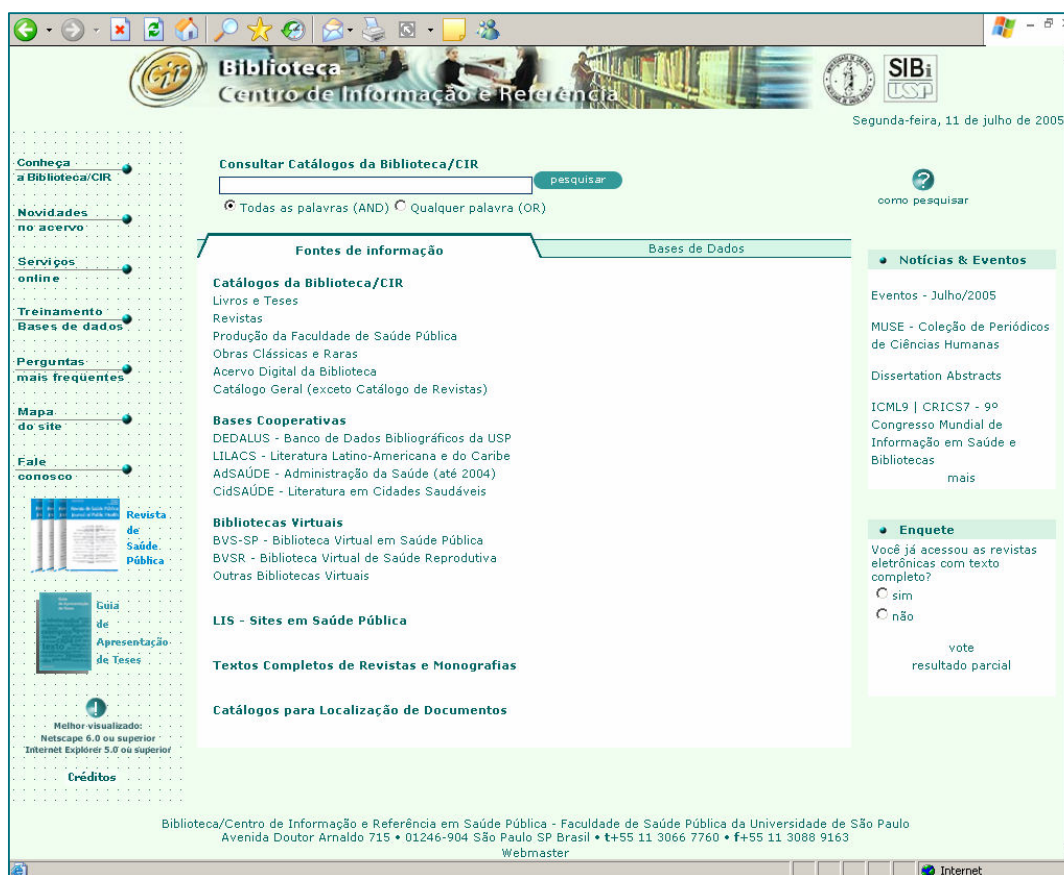 Cir
Biblioteca
Centro de Informação e Referência
SIBi
USP
Segunda-feira, 11 de julho de 2005
Conheça
a Biblioteca/CIR
Novidades
no acervo
Serviços
online
Treinamento
Bases de dados
Perguntas
mais freqüentes
Mapa
do site
Fale
conosco
Revista
de
Saúde
Pública
Guia
de
Apresentação
de Teses
Melhor visualizado:
Netscape 6.0 ou superior
Internet Explorer 5.0 ou superior
Créditos
Consultar Catálogos da Biblioteca/CIR
pesquisar
Todas as palavras (AND) Qualquer palavra (OR)
como pesquisar
Fontes de informação
Bases de Dados
Catálogos da Biblioteca/CIR
Livros e Teses
Revistas
Produção da Faculdade de Saúde Pública
Obras Clássicas e Raras
Acervo Digital da Biblioteca
Catálogo Geral (exceto Catálogo de Revistas)
Bases Cooperativas
DEDALUS - Banco de Dados Bibliográficos da USP
LILACS - Literatura Latino-Americana e do Caribe
AdSAÚDE - Administração da Saúde (até 2004)
CidSAÚDE - Literatura em Cidades Saudáveis
Bibliotecas Virtuais
BVS-SP - Biblioteca Virtual em Saúde Pública
BVSR - Biblioteca Virtual de Saúde Reprodutiva
Outras Bibliotecas Virtuais
LIS - Sites em Saúde Pública
Textos Completos de Revistas e Monografias
Catálogos para Localização de Documentos
Notícias & Eventos
Eventos - Julho/2005
MUSE - Coleção de Periódicos
de Ciências Humanas
Dissertation Abstracts
ICML9 | CRICS7 - 9º
Congresso Mundial de
Informação em Saúde e
Bibliotecas
mais
Enquete
Você já acessou as revistas
eletrônicas com texto
completo?
sim
não
vote
resultado parcial
Biblioteca/Centro de Informação e Referência em Saúde Pública - Faculdade de Saúde Pública da Universidade de São Paulo
Avenida Doutor Arnaldo 715 • 01246-904 São Paulo SP Brasil • t+55 11 3066 7760 • f+55 11 3088 9163
Webmaster
Internet